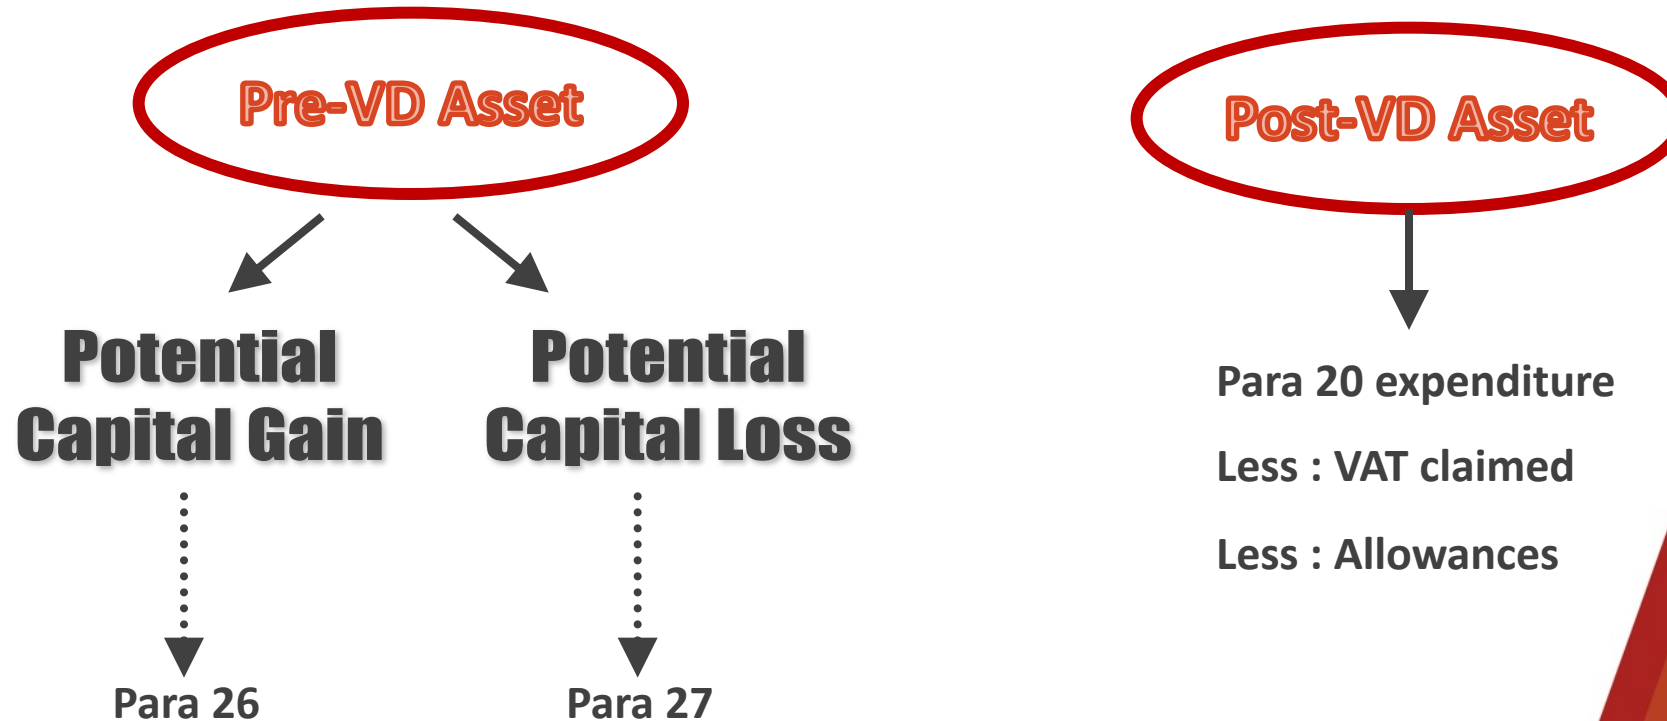 Pre-VD Asset
Potential
Capital Gain
Para 26
Potential
Capital Loss
Para 27
Post-VD Asset
Para 20 expenditure
Less : VAT claimed
Less : Allowances